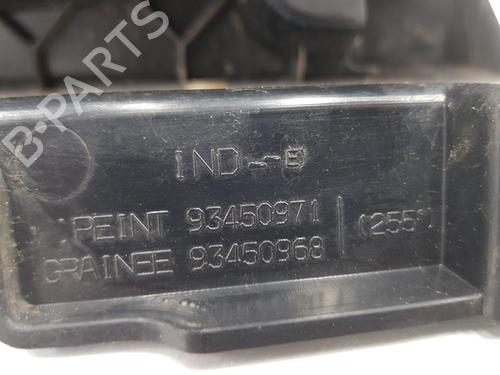 B-PARTS
IND--B
PEINT 93450971
GRAINEE 93450968
(255°)